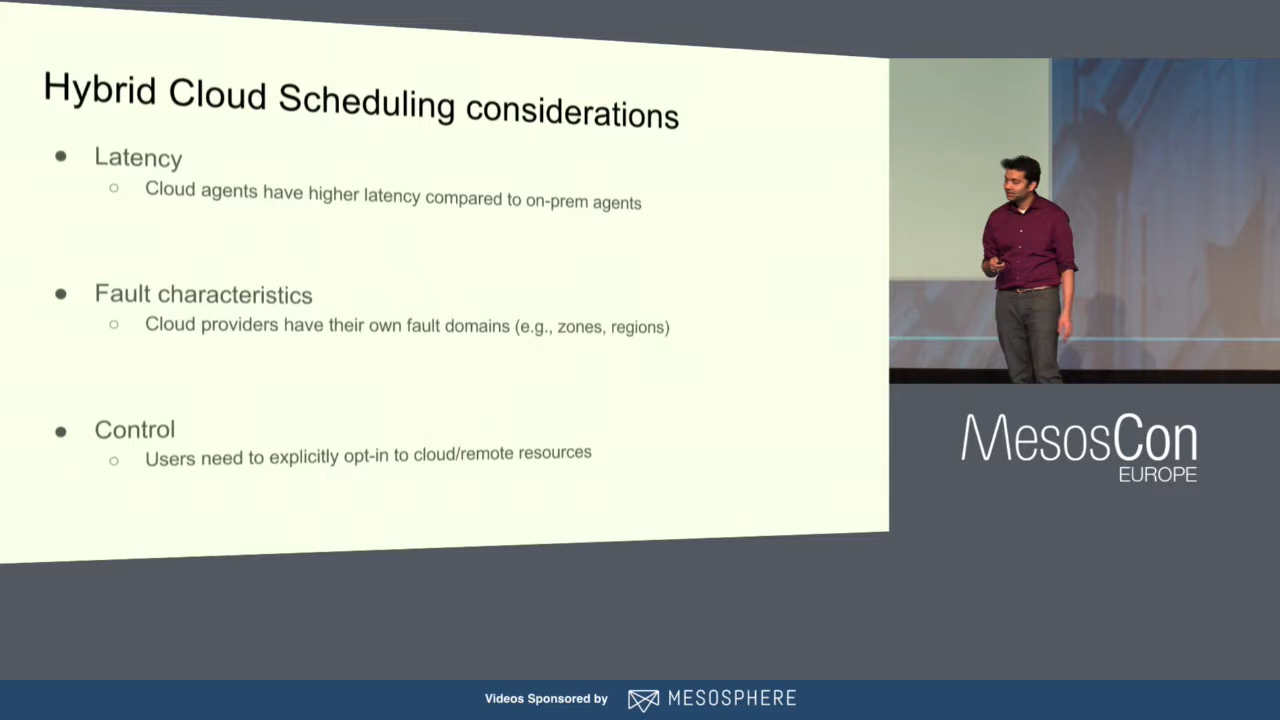 Hybrid Cloud Scheduling considerations
● Latency
○ Cloud agents have higher latency compared to on-prem agents
● Fault characteristics
○ Cloud providers have their own fault domains (e.g., zones, regions)
● Control
○ Users need to explicitly opt-in to cloud/remote resources
MesosCon
EUROPE
Videos Sponsored by MESOSPHERE